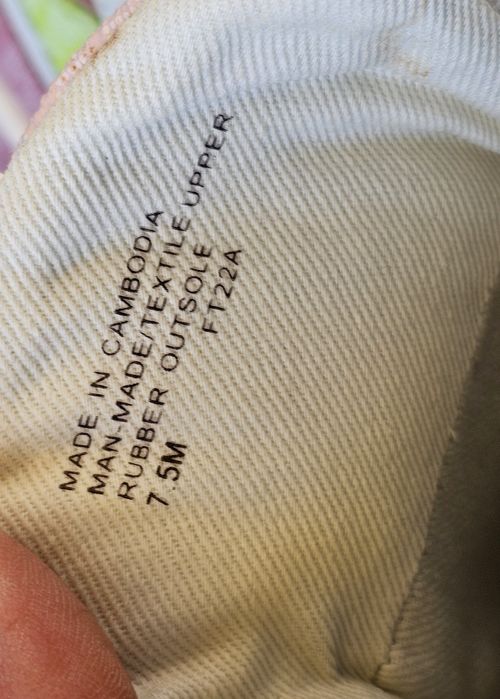 MADE IN CAMBODIA
MAN-MADE/TEXTILE UPPER
RUBBER OUTSOLE
7.5M FT22A